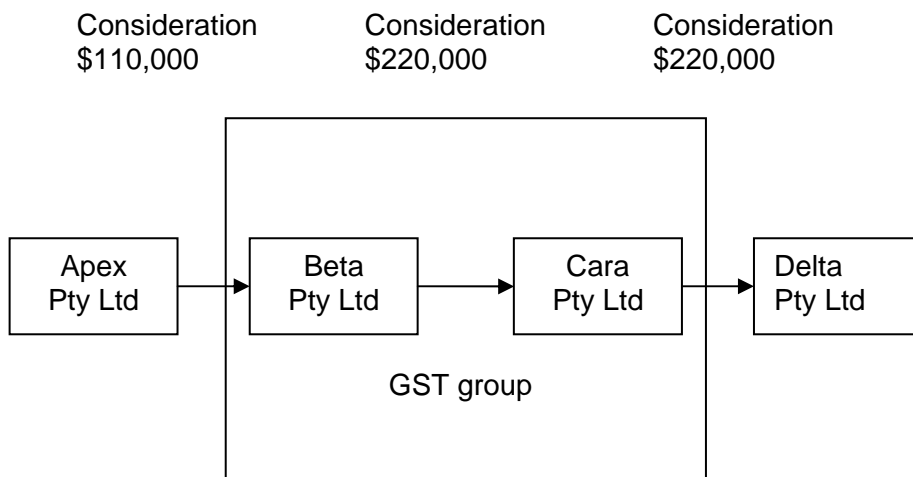 Consideration
$110,000
Consideration
$220,000
Consideration
$220,000
Apex
Pty Ltd
Beta
Pty Ltd
Cara
Pty Ltd
Delta
Pty Ltd
GST group